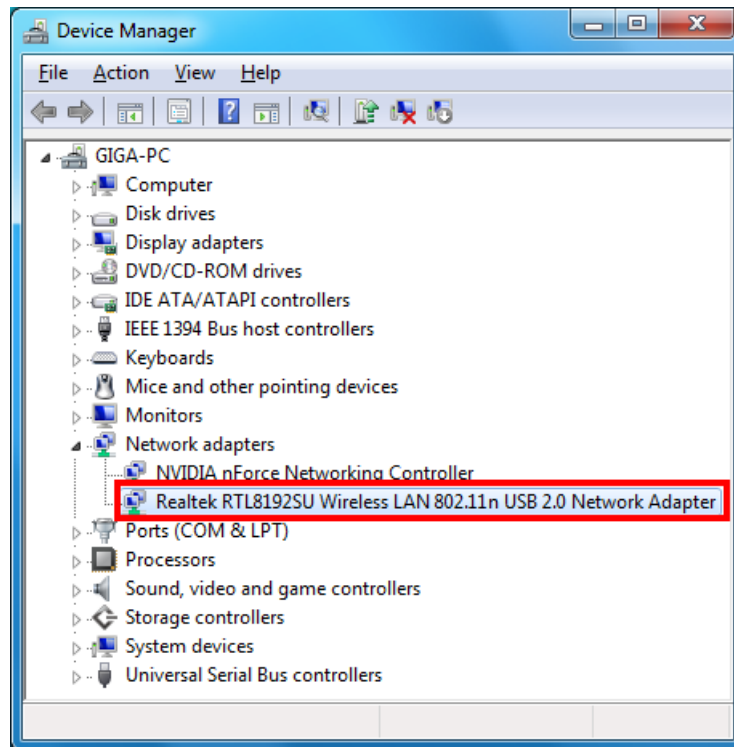 Device Manager
File Action View Help
GIGA-PC
Computer
Disk drives
Display adapters
DVD/CD-ROM drives
IDE ATA/ATAPI controllers
IEEE 1394 Bus host controllers
Keyboards
Mice and other pointing devices
Monitors
Network adapters
NVIDIA nForce Networking Controller
Realtek RTL8192SU Wireless LAN 802.11n USB 2.0 Network Adapter
Ports (COM & LPT)
Processors
Sound, video and game controllers
Storage controllers
System devices
Universal Serial Bus controllers